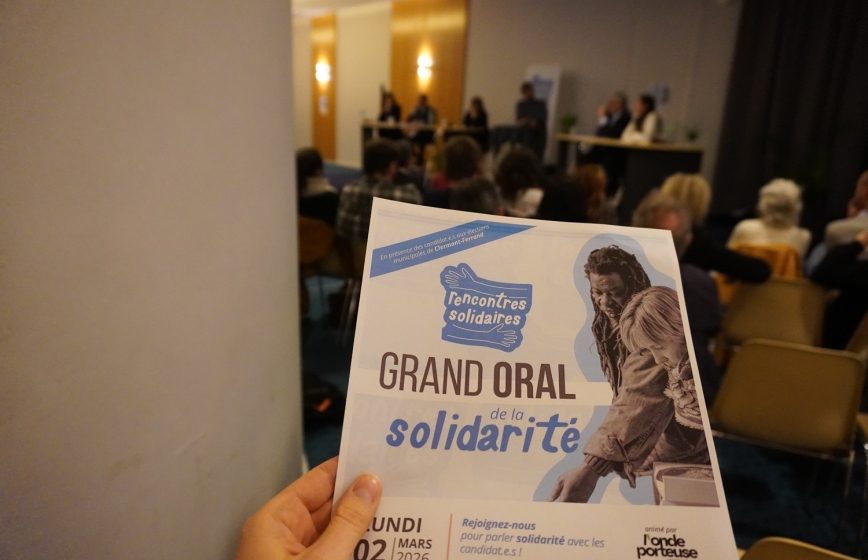 En présence des candidat.e.s aux élections
municipales de Clermont-Ferrand
rencontres
solidaires
GRAND ORAL
de la
solidarité
LUNDI
02
MARS
2026
Rejoignez-nous
pour parler solidarité avec les
candidat.e.s !
animé par
l'onde
porteuse